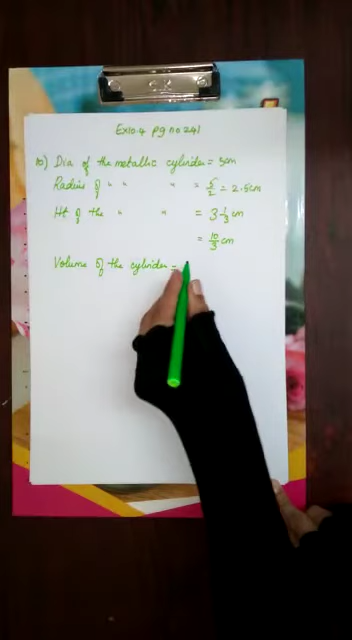 Ex10.4 pg no 241
10) Dia of the metallic cylinder = 5cm
Radius of " " " = 5/2 = 2.5cm
Ht of the " " = 3 1/3 cm
= 10/3 cm
Volume of the cylinder =